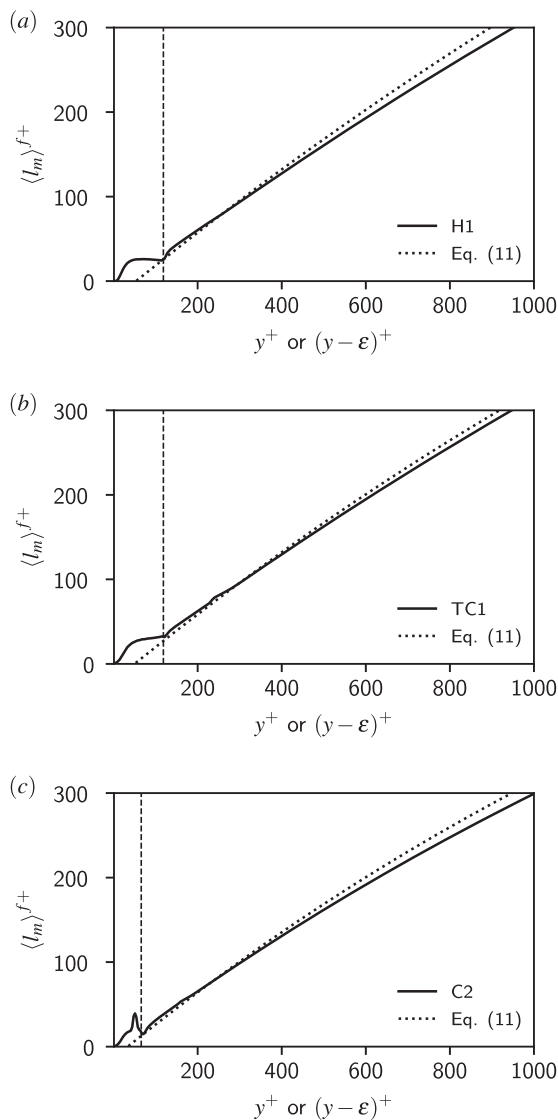 (a)
300
200
100
0
⟨l_m⟩^{f+}
H1
Eq. (11)
200 400 600 800 1000
y^+ or (y − ε)^+
(b)
300
200
100
0
⟨l_m⟩^{f+}
TC1
Eq. (11)
200 400 600 800 1000
y^+ or (y − ε)^+
(c)
300
200
100
0
⟨l_m⟩^{f+}
C2
Eq. (11)
200 400 600 800 1000
y^+ or (y − ε)^+